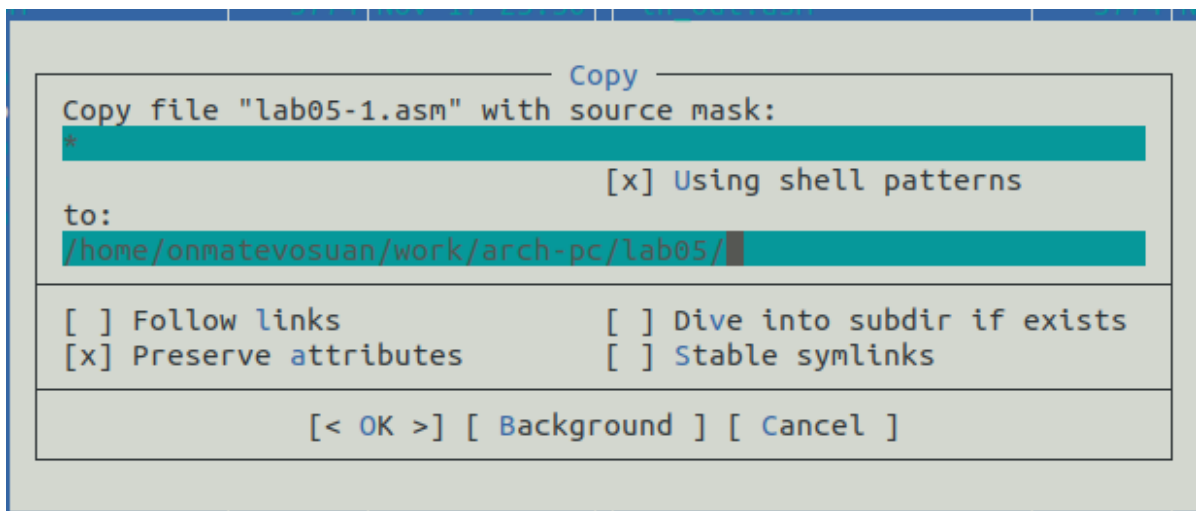 Copy
Copy file "lab05-1.asm" with source mask:
*
[x] Using shell patterns
to:
/home/onmatevosuan/work/arch-pc/lab05/
[ ] Follow links [ ] Dive into subdir if exists
[x] Preserve attributes [ ] Stable symlinks
[< OK >] [ Background ] [ Cancel ]